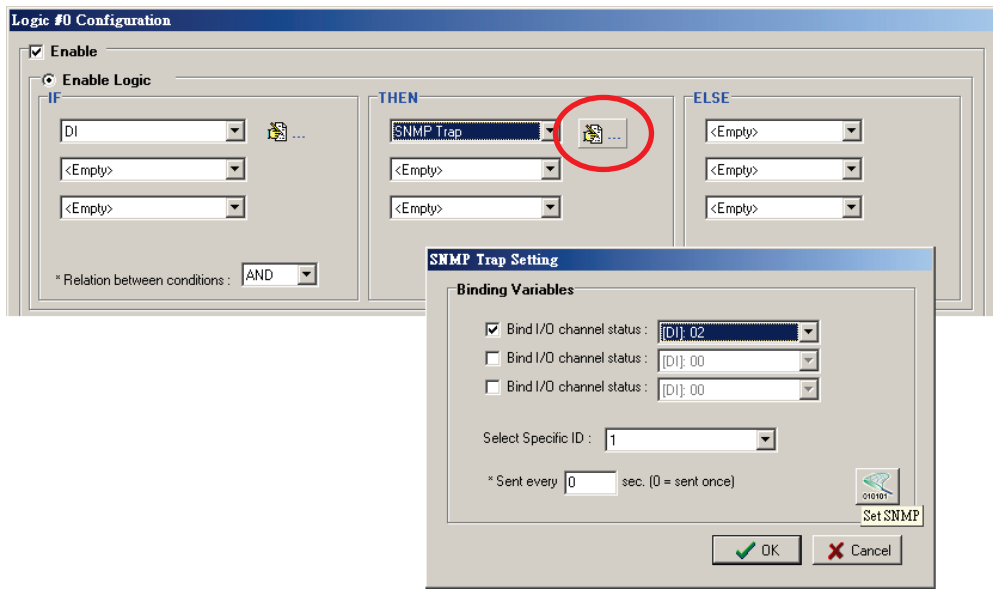 Logic #0 Configuration
Enable
Enable Logic
IF
THEN
ELSE
DI ...
SNMP Trap ...
<Empty>
<Empty>
<Empty>
<Empty>
<Empty>
<Empty>
<Empty>
* Relation between conditions : AND
SNMP Trap Setting
Binding Variables
Bind I/O channel status : [DI]: 02
Bind I/O channel status : [DI]: 00
Bind I/O channel status : [DI]: 00
Select Specific ID : 1
* Sent every 0 sec. (0 = sent once)
010101
Set SNMP
OK
Cancel